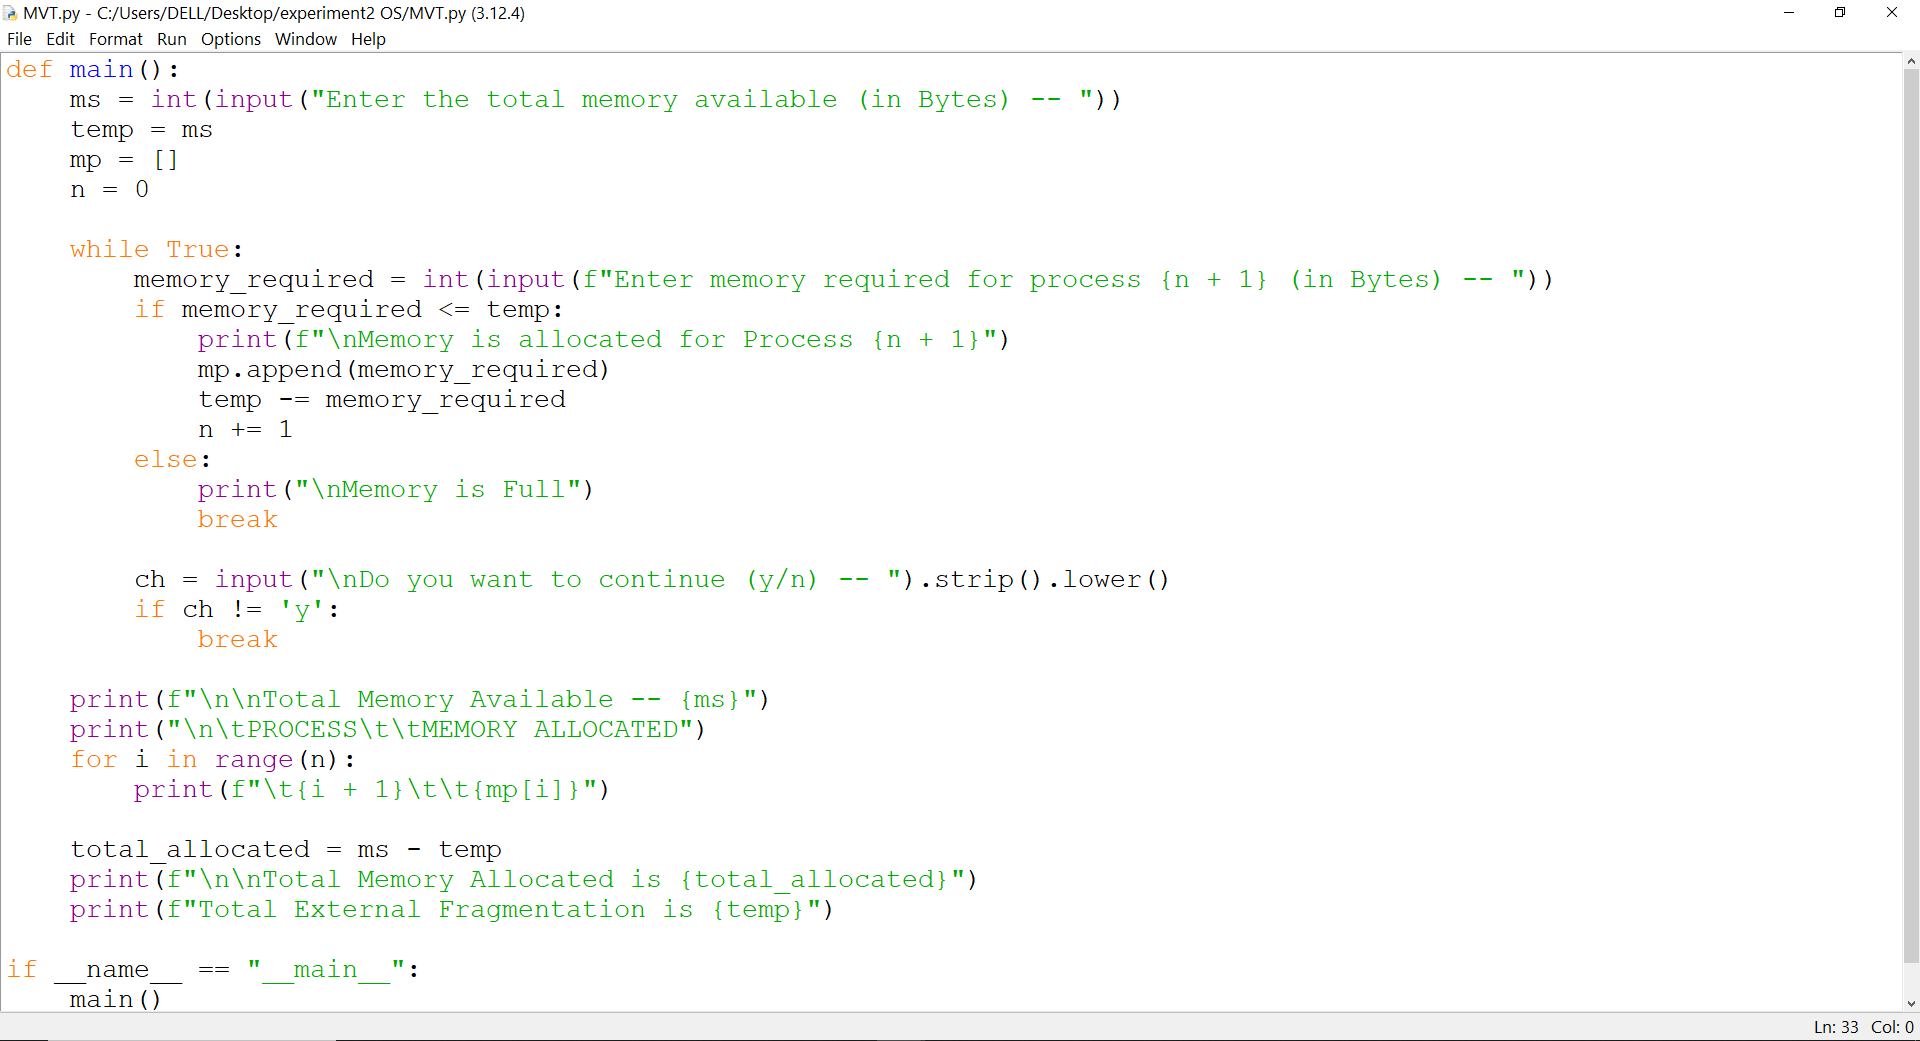 MVT.py - C:/Users/DELL/Desktop/experiment2 OS/MVT.py (3.12.4)
File Edit Format Run Options Window Help
def main():
    ms = int(input("Enter the total memory available (in Bytes) -- "))
    temp = ms
    mp = []
    n = 0

    while True:
        memory_required = int(input(f"Enter memory required for process {n + 1} (in Bytes) -- "))
        if memory_required <= temp:
            print(f"\nMemory is allocated for Process {n + 1}")
            mp.append(memory_required)
            temp -= memory_required
            n += 1
        else:
            print("\nMemory is Full")
            break

        ch = input("\nDo you want to continue (y/n) -- ").strip().lower()
        if ch != 'y':
            break

    print(f"\n\nTotal Memory Available -- {ms}")
    print("\n\tPROCESS\t\tMEMORY ALLOCATED")
    for i in range(n):
        print(f"\t{i + 1}\t\t{mp[i]}")

    total_allocated = ms - temp
    print(f"\n\nTotal Memory Allocated is {total_allocated}")
    print(f"Total External Fragmentation is {temp}")

if __name__ == "__main__":
    main()
Ln: 33 Col: 0